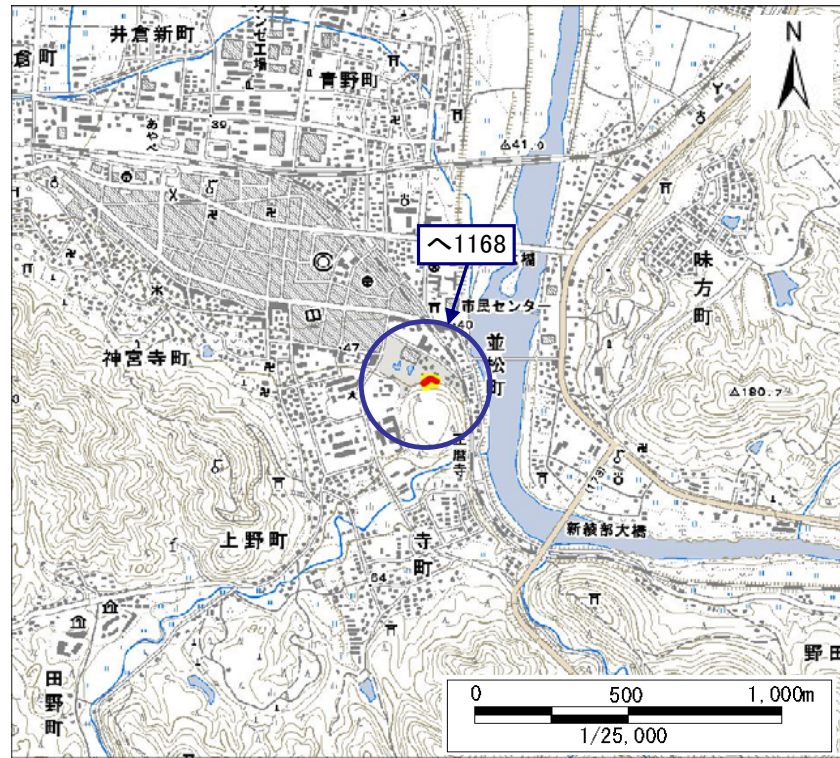 井倉新町
倉町
青野町
N
あやべ
39
41.0
味方町
ヘ1168
市民センター
40
並松町
47
神宮寺町
180.7
(173)
新綾部大橋
上野町
寺町
64
田野町
野田
0 500 1,000m
1/25,000